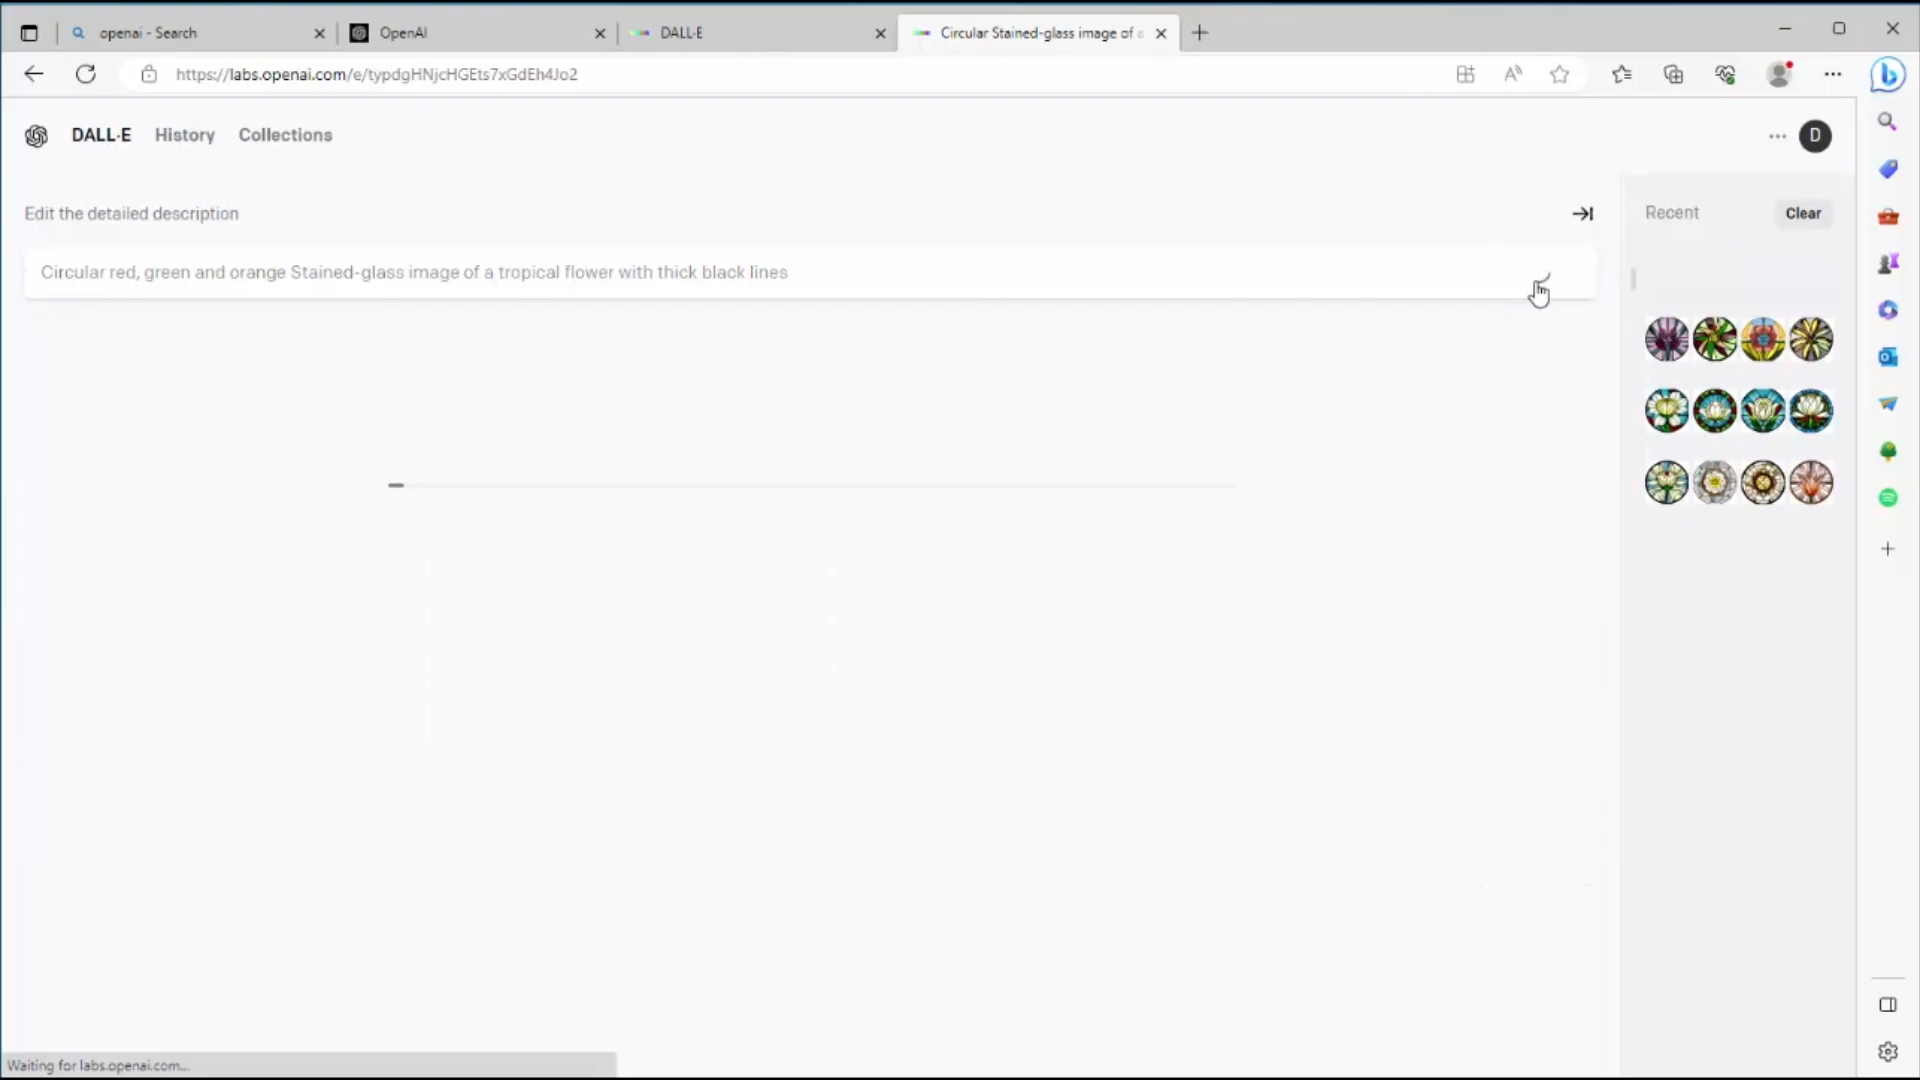 openai - Search
OpenAI
DALL·E
Circular Stained-glass image of a
https://labs.openai.com/e/typdgHNjcHGEts7xGdEh4Jo2
DALL·E History Collections
D
Edit the detailed description
Recent
Clear
Circular red, green and orange Stained-glass image of a tropical flower with thick black lines
Waiting for labs.openai.com...